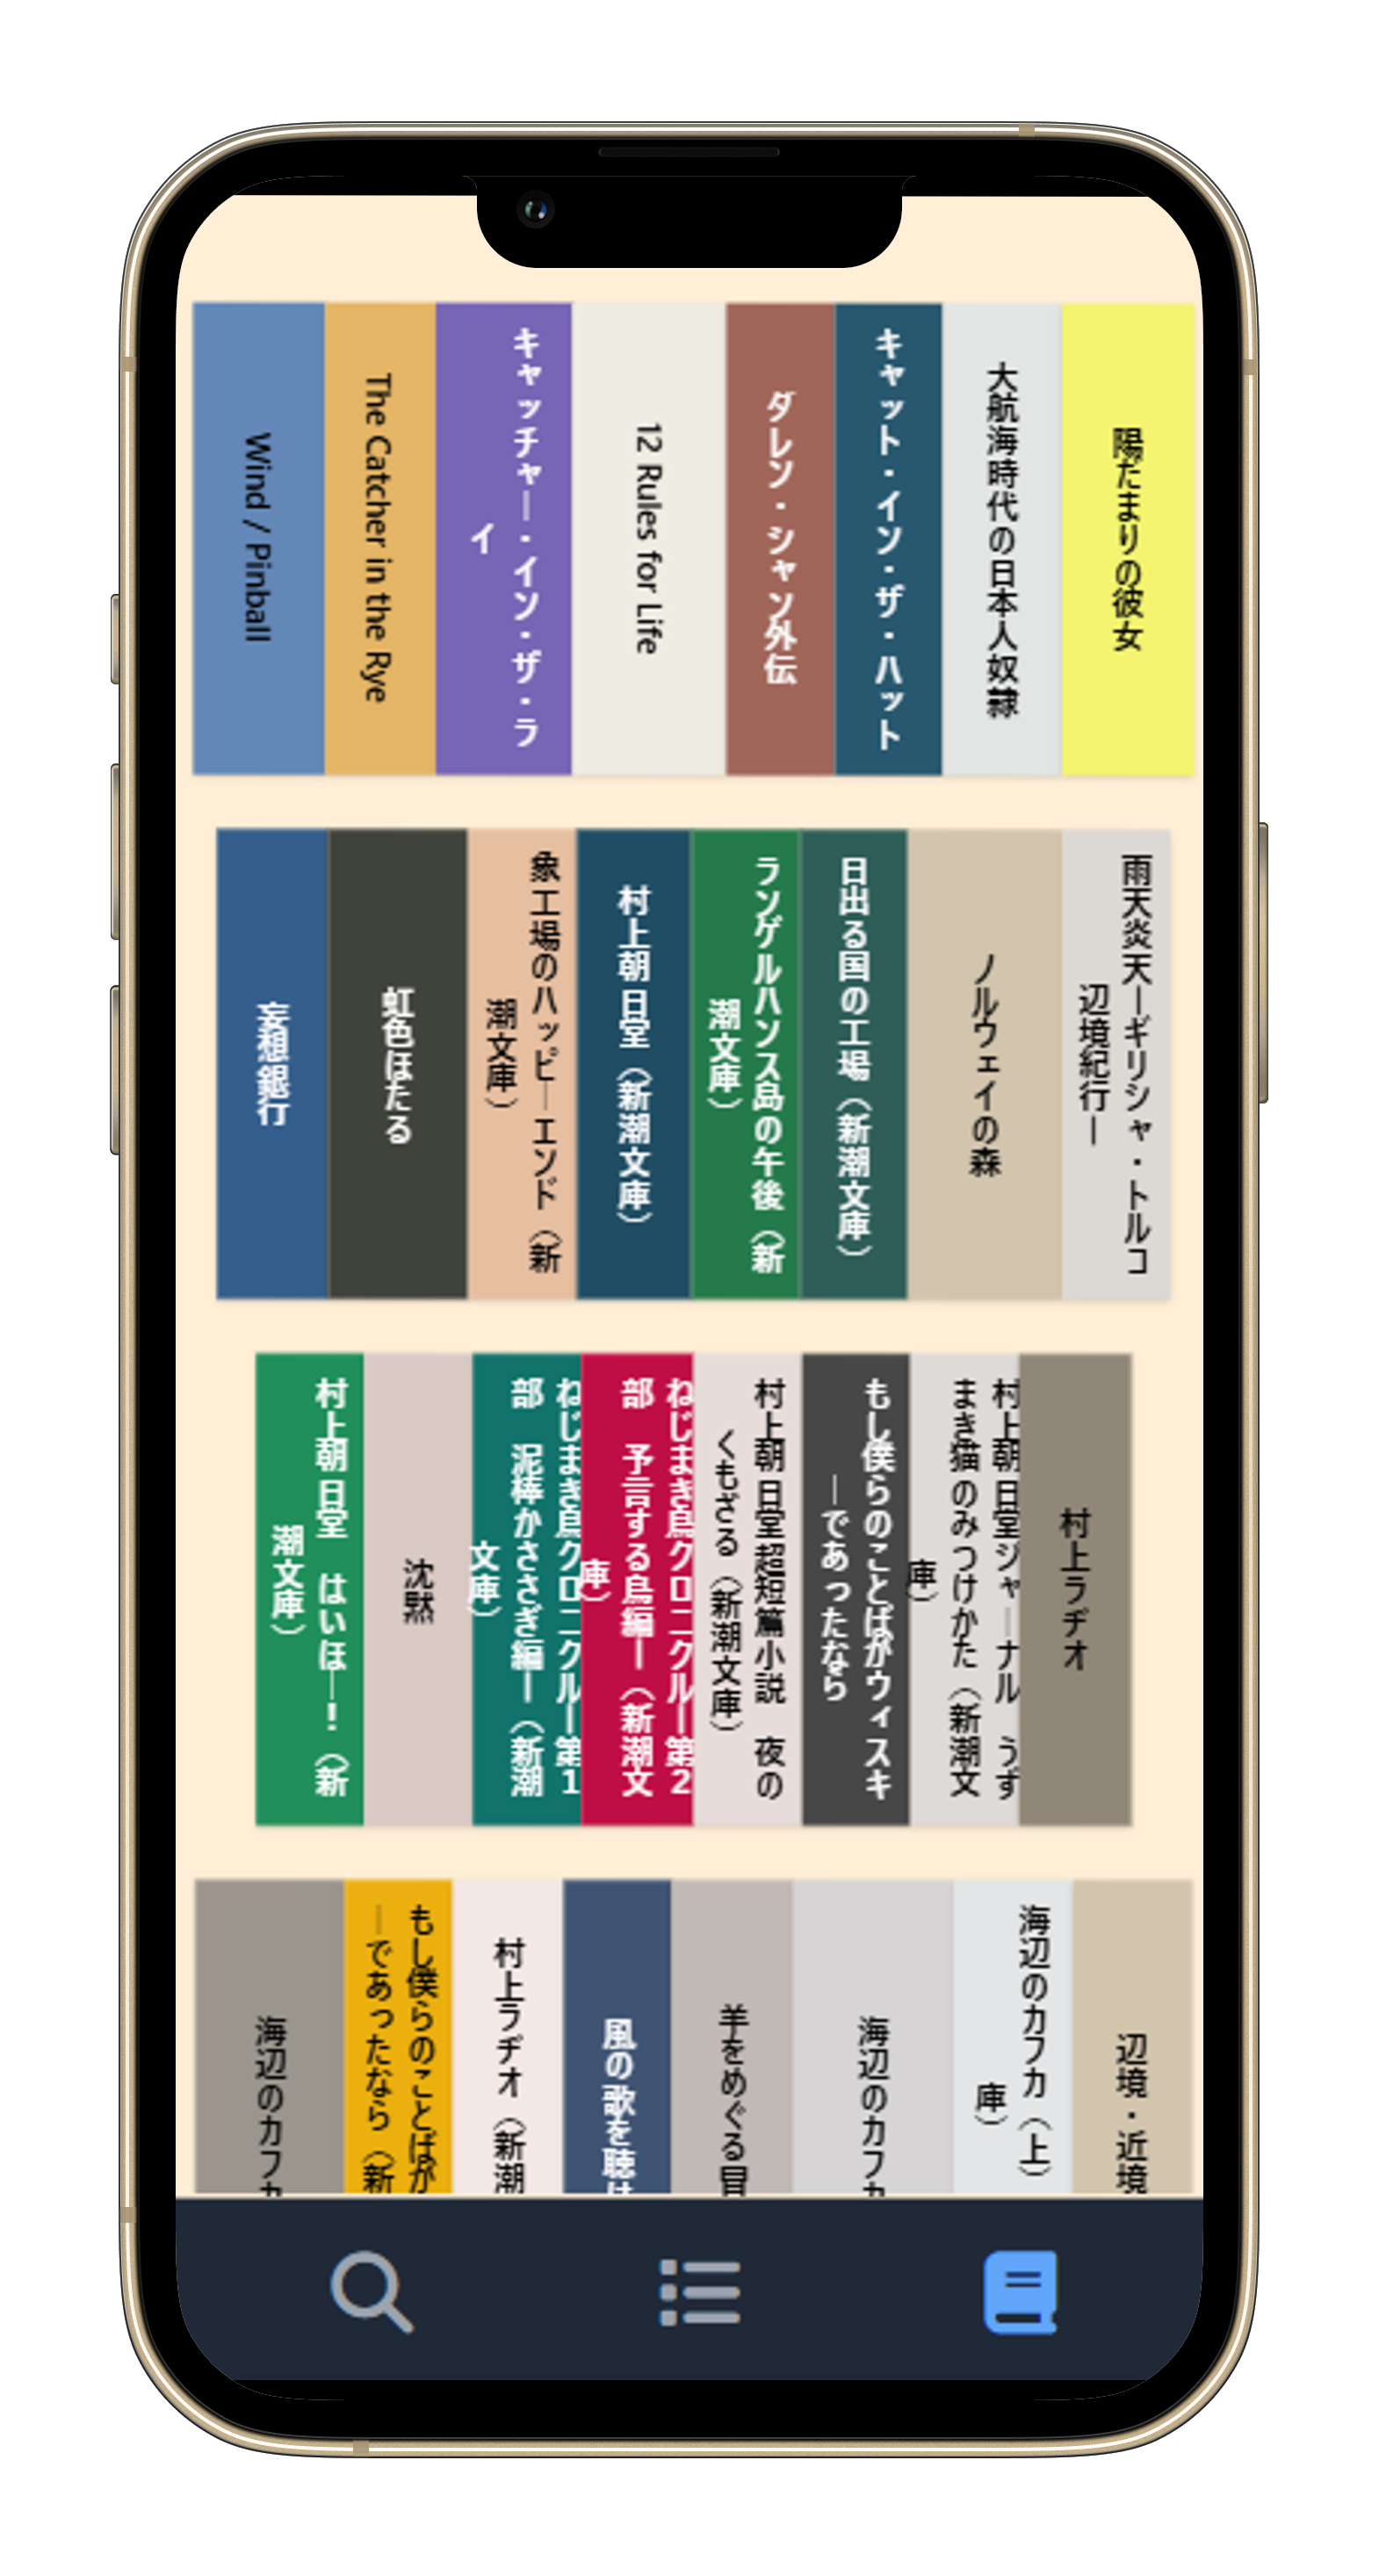 Wind / Pinball
The Catcher in the Rye
キャッチャー・イン・ザ・ラ
イ
12 Rules for Life
ダレン・シャン外伝
キャット・イン・ザ・ハット
大航海時代の日本人奴隷
陽だまりの彼女
妄想銀行
虹色ほたる
象工場のハッピーエンド（新
潮文庫）
村上朝日堂（新潮文庫）
ランゲルハンス島の午後（新
潮文庫）
日出る国の工場（新潮文庫）
ノルウェイの森
雨天炎天―ギリシャ・トルコ
辺境紀行―
村上朝日堂　はいほー！（新
潮文庫）
沈黙
ねじまき鳥クロニクル―第1
部　泥棒かささぎ編―（新潮
文庫）
ねじまき鳥クロニクル―第2
部　予言する鳥編―（新潮文
庫）
村上朝日堂超短篇小説　夜の
くもざる（新潮文庫）
もし僕らのことばがウィスキ
ーであったなら
村上朝日堂ジャーナル　うず
まき猫のみつけかた（新潮文
庫）
村上ラヂオ
海辺のカフカ
もし僕らのことばが
ーであったなら（新
村上ラヂオ（新潮
風の歌を聴け
羊をめぐる冒
海辺のカフカ
海辺のカフカ（上）
庫）
辺境・近境